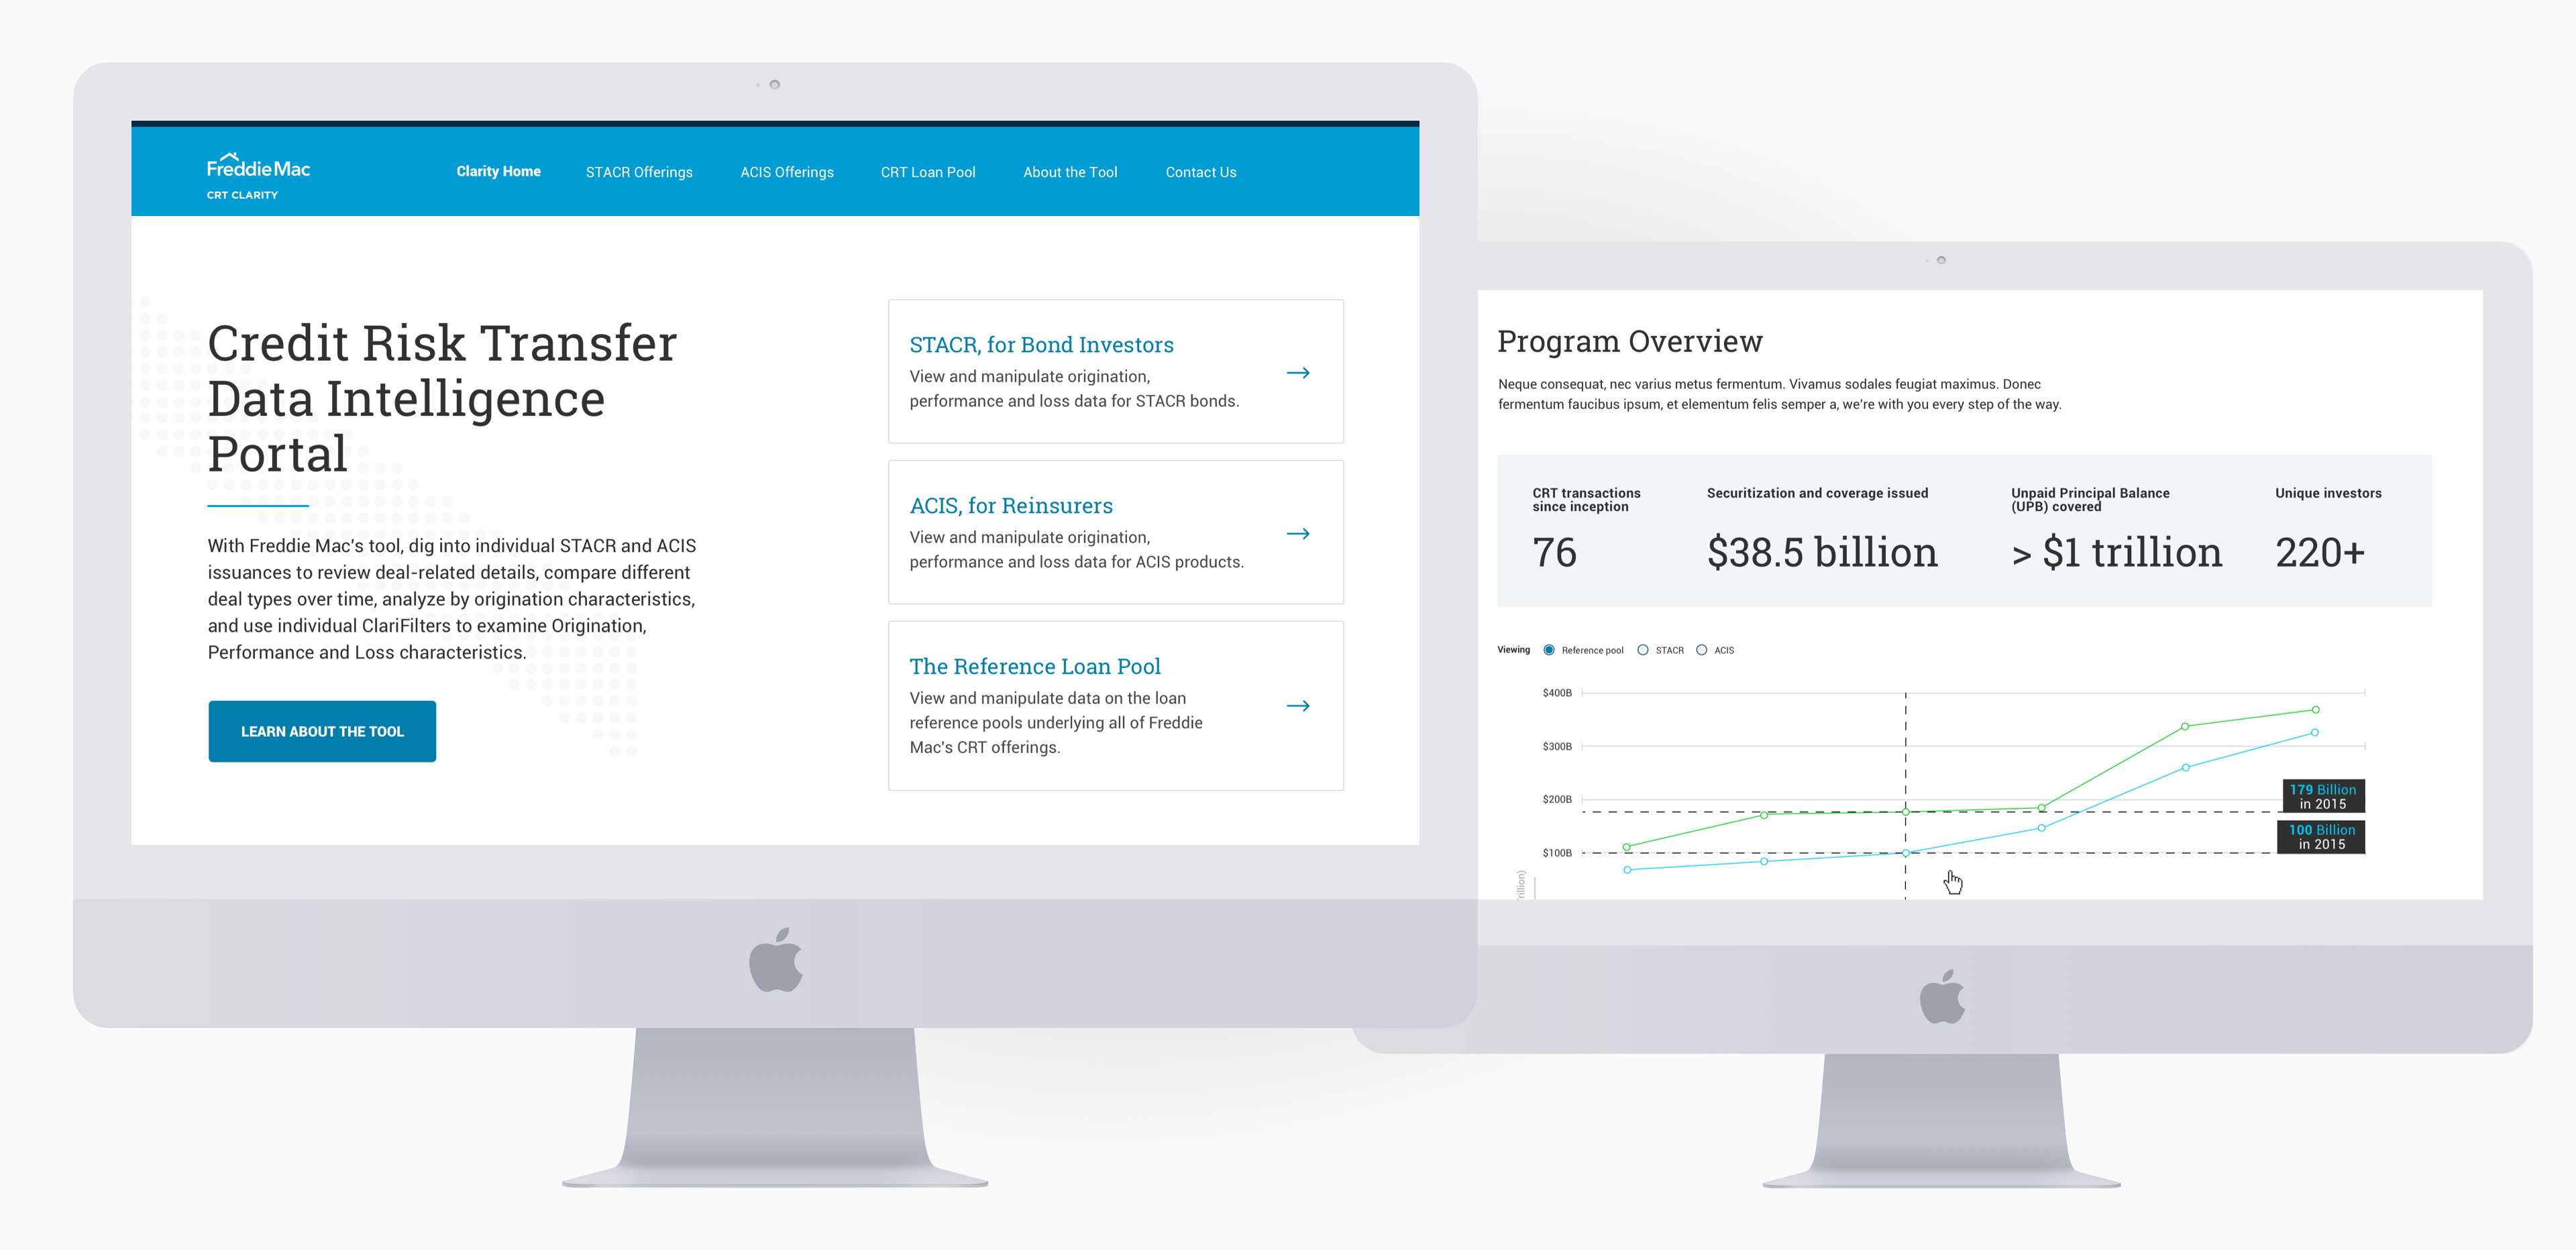 Freddie Mac
CRT CLARITY
Clarity Home
STACR Offerings
ACIS Offerings
CRT Loan Pool
About the Tool
Contact Us
Credit Risk Transfer
Data Intelligence
Portal
With Freddie Mac's tool, dig into individual STACR and ACIS
issuances to review deal-related details, compare different
deal types over time, analyze by origination characteristics,
and use individual ClariFilters to examine Origination,
Performance and Loss characteristics.
LEARN ABOUT THE TOOL
STACR, for Bond Investors
View and manipulate origination,
performance and loss data for STACR bonds.
ACIS, for Reinsurers
View and manipulate origination,
performance and loss data for ACIS products.
The Reference Loan Pool
View and manipulate data on the loan
reference pools underlying all of Freddie
Mac's CRT offerings.
Program Overview
Neque consequat, nec varius metus fermentum. Vivamus sodales feugiat maximus. Donec
fermentum faucibus ipsum, et elementum felis semper a, we're with you every step of the way.
CRT transactions
since inception
76
Securitization and coverage issued
$38.5 billion
Unpaid Principal Balance
(UPB) covered
> $1 trillion
Unique investors
220+
Viewing
Reference pool
STACR
ACIS
$400B
$300B
$200B
$100B
179 Billion
in 2015
100 Billion
in 2015